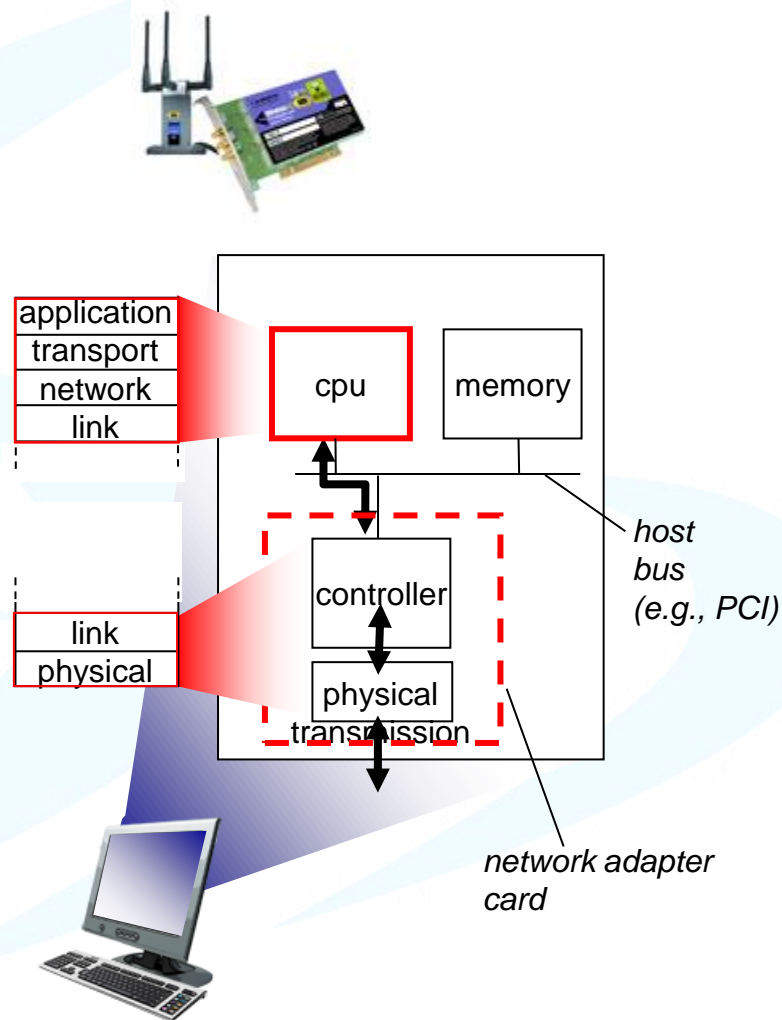 application
transport
network
link
cpu
memory
host
bus
(e.g., PCI)
controller
link
physical
physical
transmission
network adapter
card